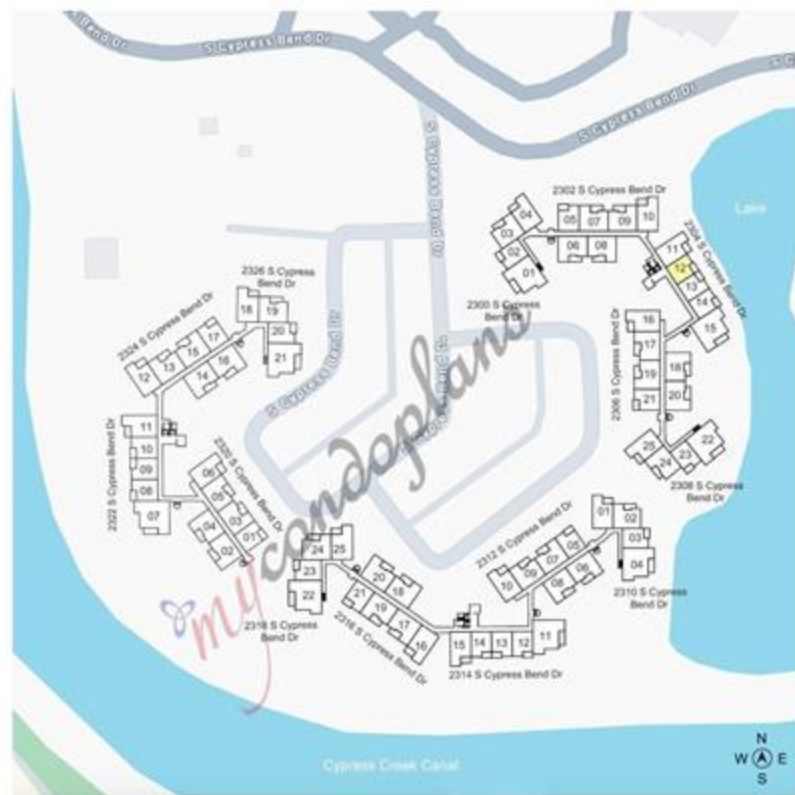 S Cypress Bend Dr
S Cypress Bend Dr
S Cypress Bend Dr
Lake
2302 S Cypress Bend Dr
05 07 09 10
06 08
04
03
02
01
2300 S Cypress
Bend Dr
2304 S Cypress Bend Dr
11
12
13
14
15
2306 S Cypress Bend Dr
16
17
18
19
20
21
25
24
23
22
2308 S Cypress
Bend Dr
2326 S Cypress
Bend Dr
18 19
20
21
2324 S Cypress Bend Dr
12 13 15 17
14 16
2322 S Cypress Bend Dr
11
10
09
08
07
2320 S Cypress Bend Dr
06
05
03
01
04
02
S Cypress Bend Dr
mycondoplans
24 25
23
22
2318 S Cypress
Bend Dr
20
18
21
19
17
16
2316 S Cypress Bend Dr
15 14 13 12 11
2314 S Cypress Bend Dr
2312 S Cypress Bend Dr
10 09 07 05
08 06
01 02
03
04
2310 S Cypress
Bend Dr
Cypress Creek Canal
N
W E
S